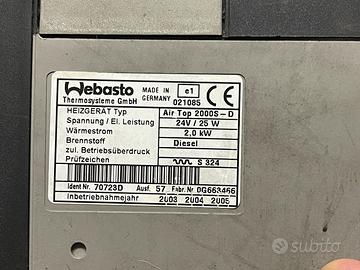 Webasto
Thermosysteme GmbH
MADE IN GERMANY
e1
021085
CE
HEIZGERÄT Typ Air Top 2000S-D
Spannung / El. Leistung 24V / 25 W
Wärmestrom 2,0 kW
Brennstoff Diesel
zul. Betriebsüberdruck
Prüfzeichen S 324
Ident Nr. 70723D Ausf. 57 Fabr. Nr. DG663466
Inbetriebnahmejahr 2003 2004 2005
subito